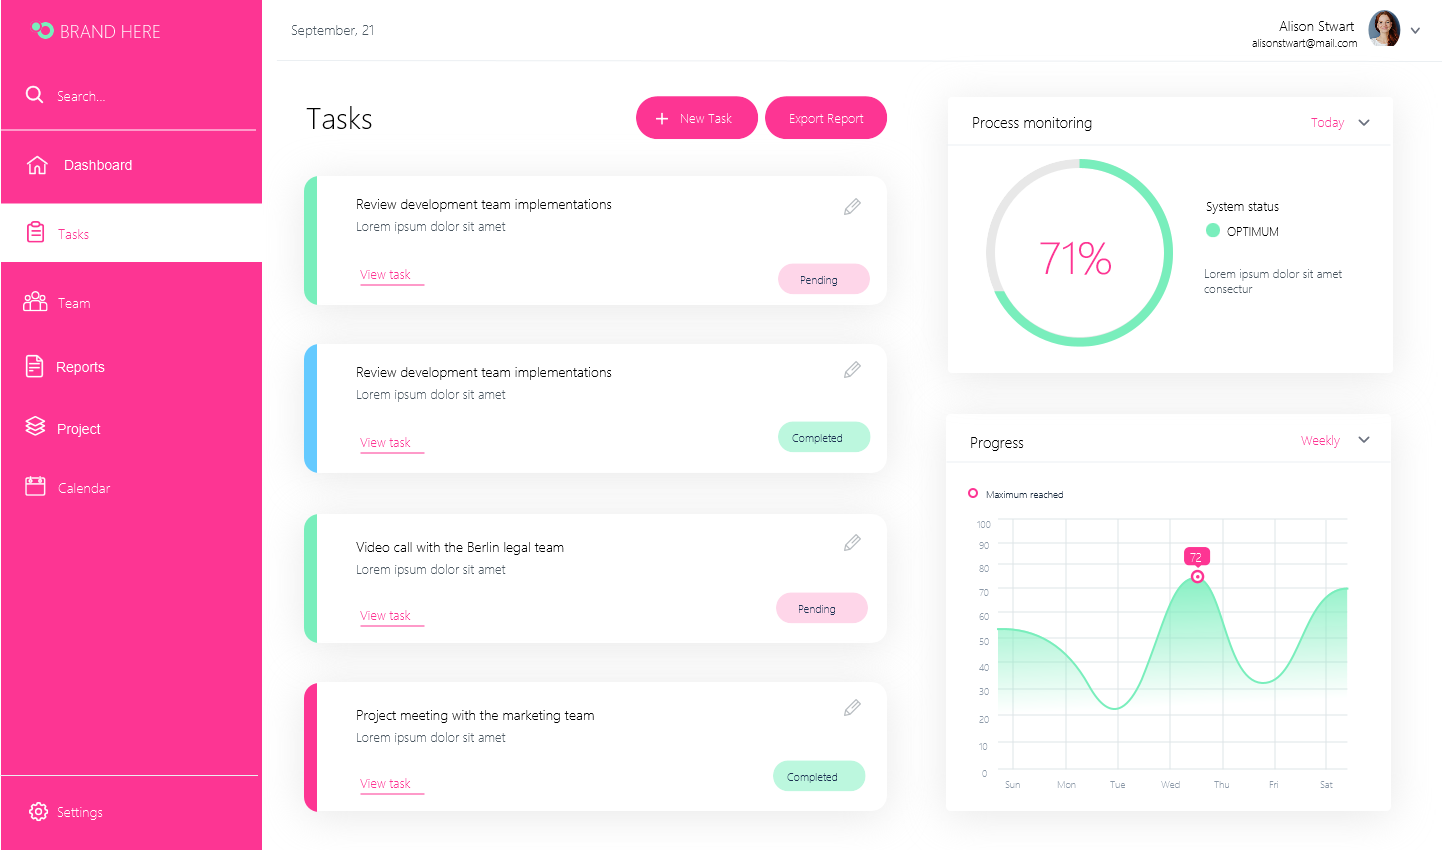 BRAND HERE
Search...
Dashboard
Tasks
Team
Reports
Project
Calendar
Settings
September, 21
Alison Stwart
alisonstwart@mail.com
Tasks
New Task
Export Report
Review development team implementations
Lorem ipsum dolor sit amet
View task
Pending
Review development team implementations
Lorem ipsum dolor sit amet
View task
Completed
Video call with the Berlin legal team
Lorem ipsum dolor sit amet
View task
Pending
Project meeting with the marketing team
Lorem ipsum dolor sit amet
View task
Completed
Process monitoring
Today
71%
System status
OPTIMUM
Lorem ipsum dolor sit amet
consectur
Progress
Weekly
Maximum reached
100
90
80
70
60
50
40
30
20
10
0
72
Sun Mon Tue Wed Thu Fri Sat